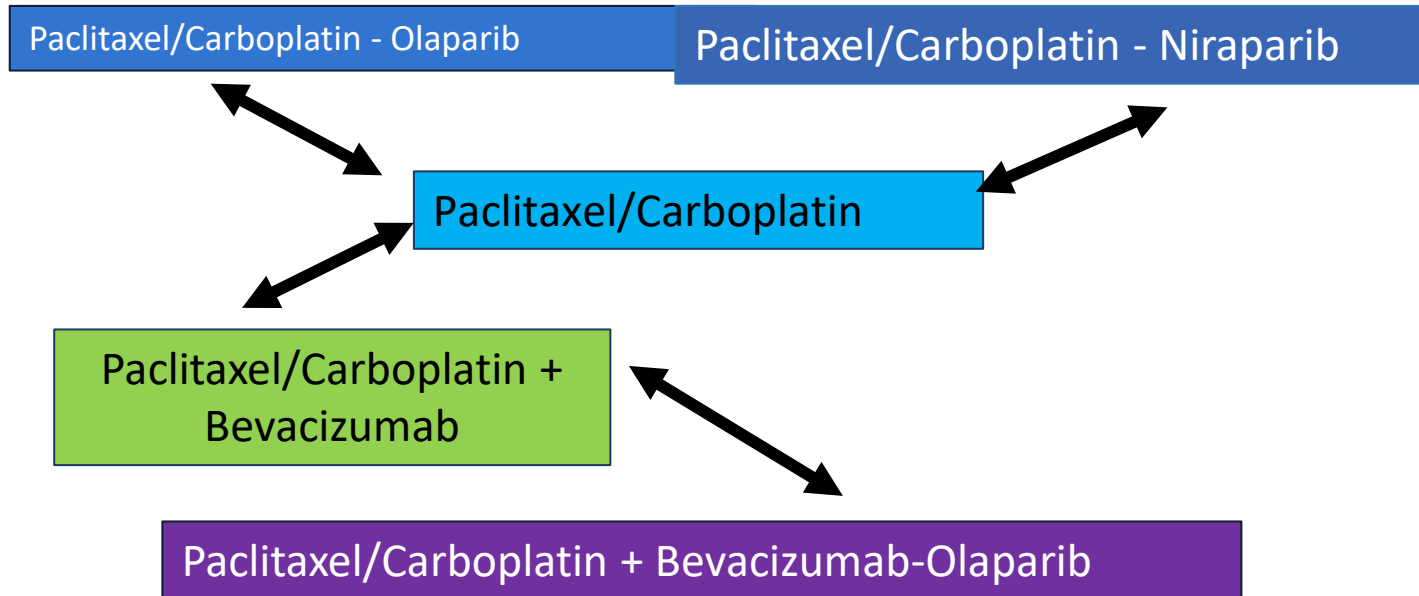 Paclitaxel/Carboplatin - Olaparib
Paclitaxel/Carboplatin - Niraparib
Paclitaxel/Carboplatin
Paclitaxel/Carboplatin +
Bevacizumab
Paclitaxel/Carboplatin + Bevacizumab-Olaparib